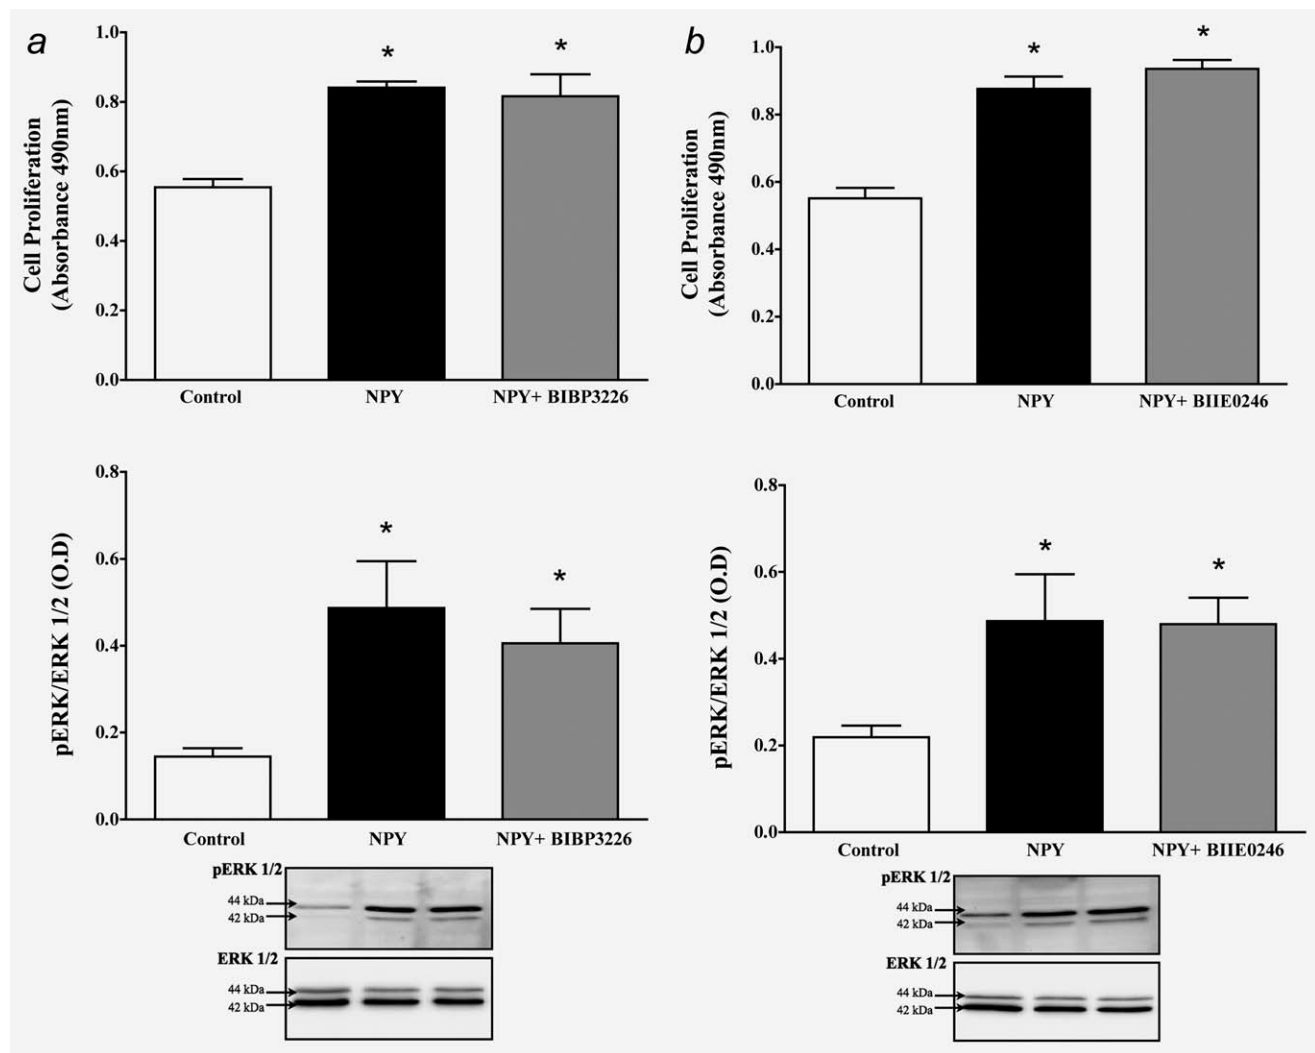 a
Cell Proliferation
(Absorbance 490nm)
1.0
0.8
0.6
0.4
0.2
0.0
*
*
Control
NPY
NPY+ BIBP3226
b
Cell Proliferation
(Absorbance 490nm)
1.0
0.8
0.6
0.4
0.2
0.0
*
*
Control
NPY
NPY+ BIIE0246
pERK/ERK 1/2 (O.D)
0.8
0.6
0.4
0.2
0.0
*
*
Control
NPY
NPY+ BIBP3226
pERK 1/2
44 kDa
42 kDa
ERK 1/2
44 kDa
42 kDa
pERK/ERK 1/2 (O.D)
0.8
0.6
0.4
0.2
0.0
*
*
Control
NPY
NPY+ BIIE0246
pERK 1/2
44 kDa
42 kDa
ERK 1/2
44 kDa
42 kDa